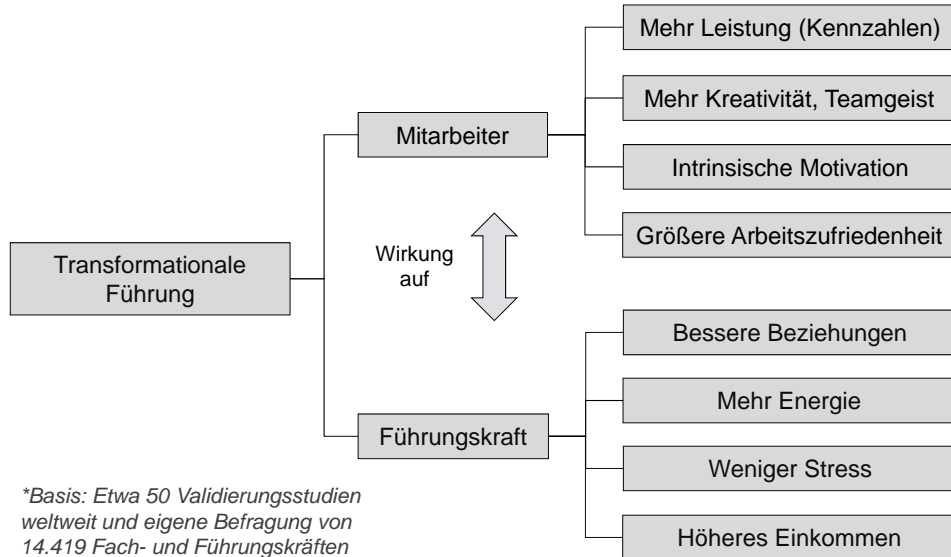 Mehr Leistung (Kennzahlen)
Mehr Kreativität, Teamgeist
Mitarbeiter
Intrinsische Motivation
Größere Arbeitszufriedenheit
Wirkung
auf
Transformationale
Führung
Bessere Beziehungen
Mehr Energie
Führungskraft
Weniger Stress
Höheres Einkommen
*Basis: Etwa 50 Validierungsstudien
weltweit und eigene Befragung von
14.419 Fach- und Führungskräften